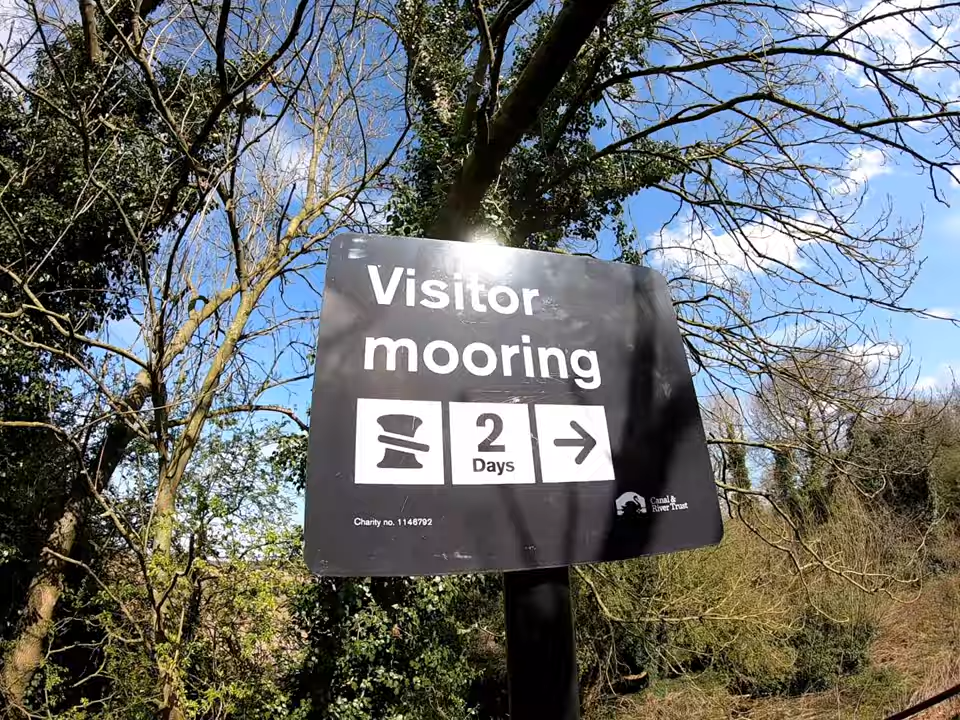 Visitor
mooring
2
Days
Charity no. 1146792
Canal &
River Trust